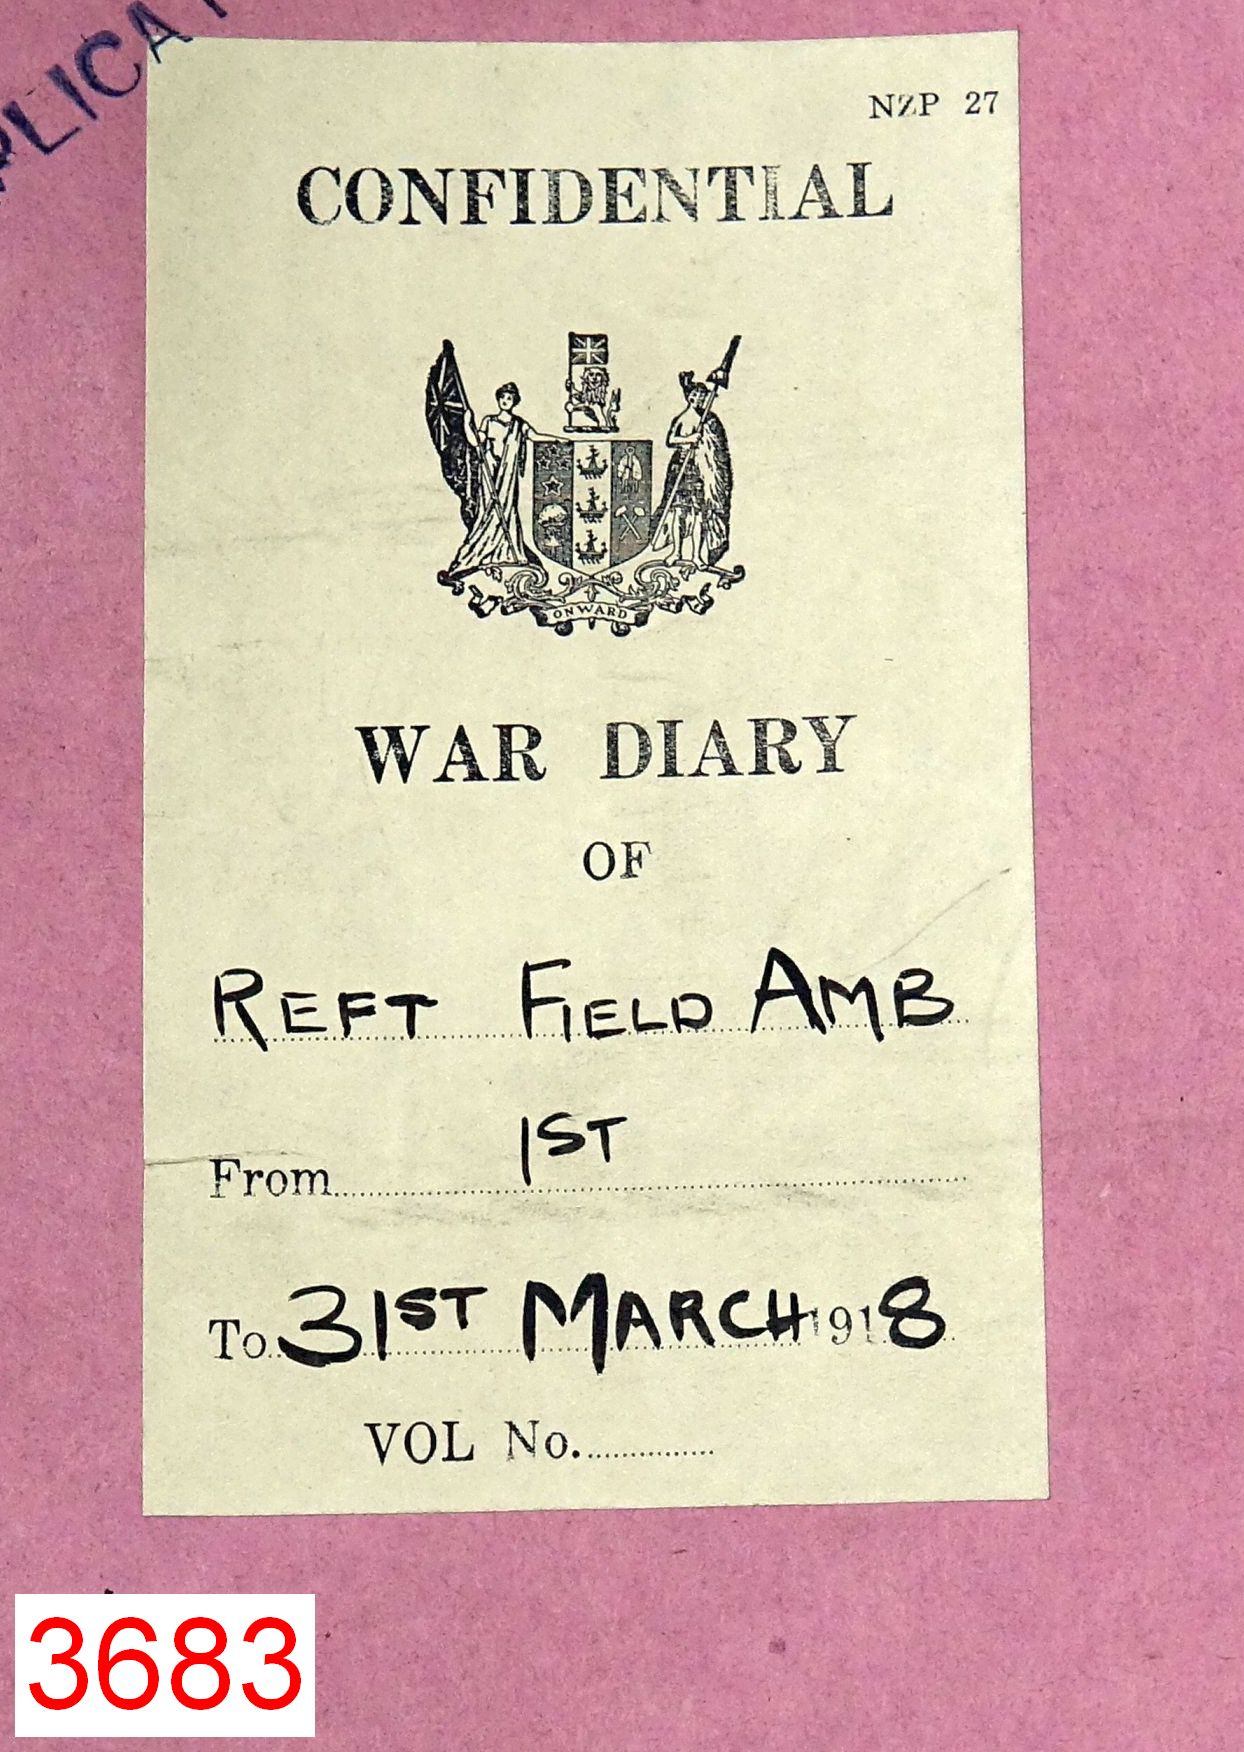 PLICA
NZP 27
CONFIDENTIAL
ONWARD
WAR DIARY
OF
REFT FIELD AMB
From 1ST
To 31ST MARCH 1918
VOL No.
3683